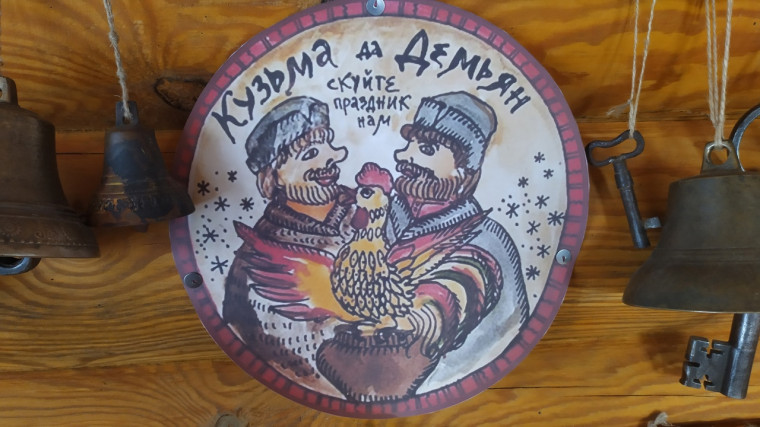 Кузьма да Демьян
скуйте
праздник
нам